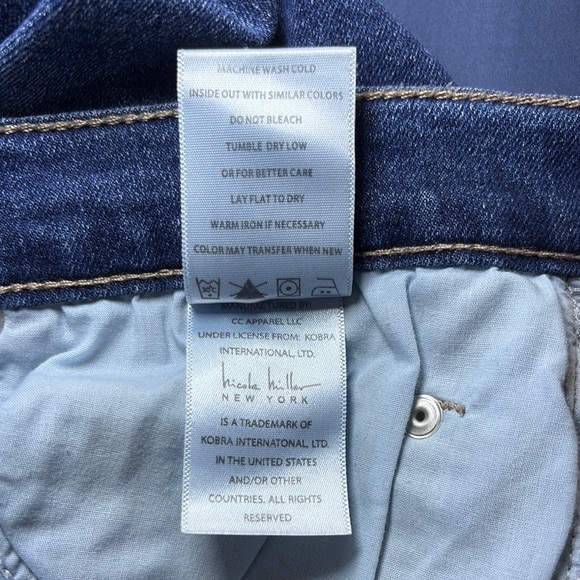 MACHINE WASH COLD
INSIDE OUT WITH SIMILAR COLORS
DO NOT BLEACH
TUMBLE DRY LOW
OR FOR BETTER CARE
LAY FLAT TO DRY
WARM IRON IF NECESSARY
COLOR MAY TRANSFER WHEN NEW
MANUFACTURED BY:
CC APPAREL, LLC
UNDER LICENSE FROM: KOBRA
INTERNATIONAL, LTD.
nicole miller
NEW YORK
IS A TRADEMARK OF
KOBRA INTERNATONAL, LTD.
IN THE UNITED STATES
AND/OR OTHER
COUNTRIES. ALL RIGHTS
RESERVED